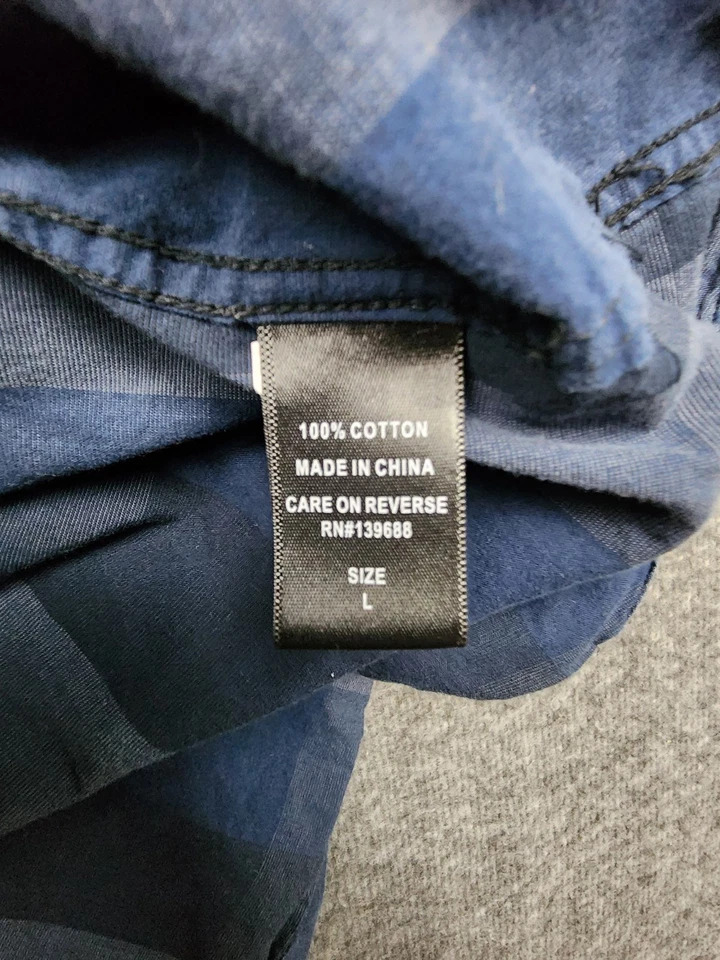 100% COTTON
MADE IN CHINA
CARE ON REVERSE
RN#139688
SIZE
L